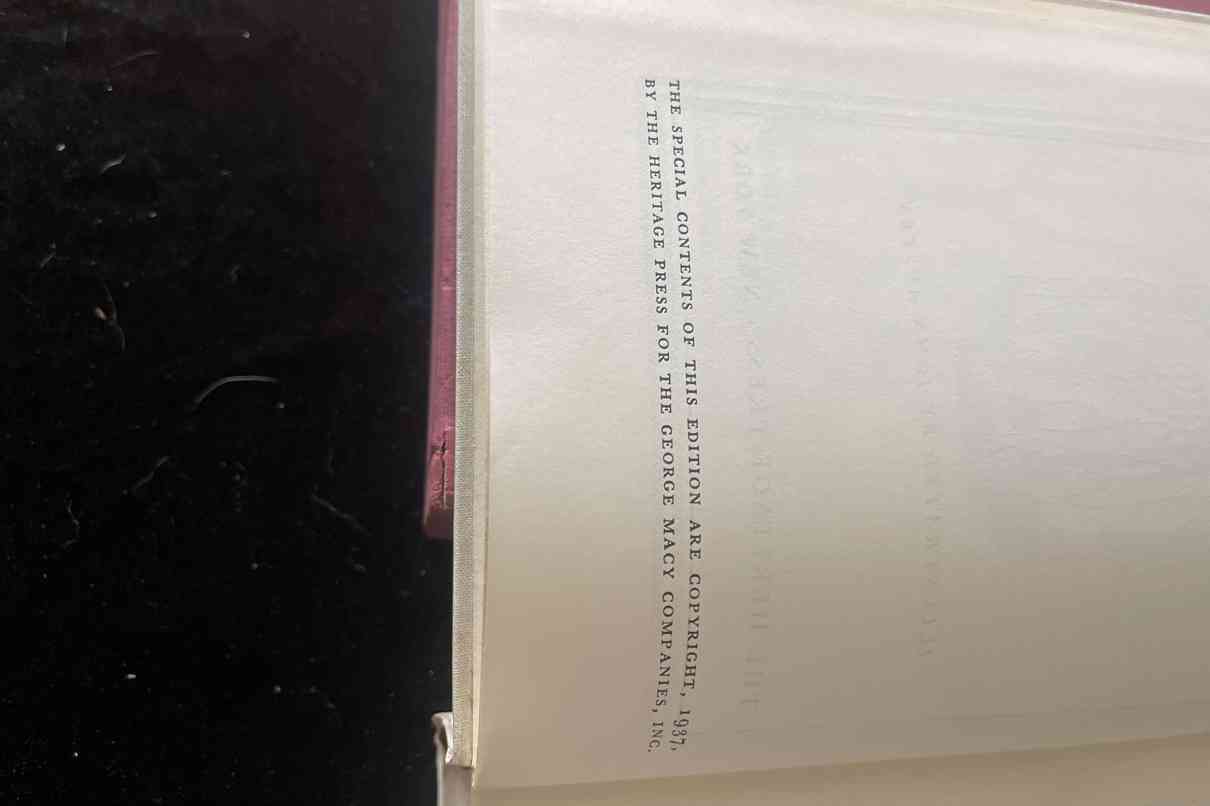 THE SPECIAL CONTENTS OF THIS EDITION ARE COPYRIGHT, 1937,
BY THE HERITAGE PRESS FOR THE GEORGE MACY COMPANIES, INC.